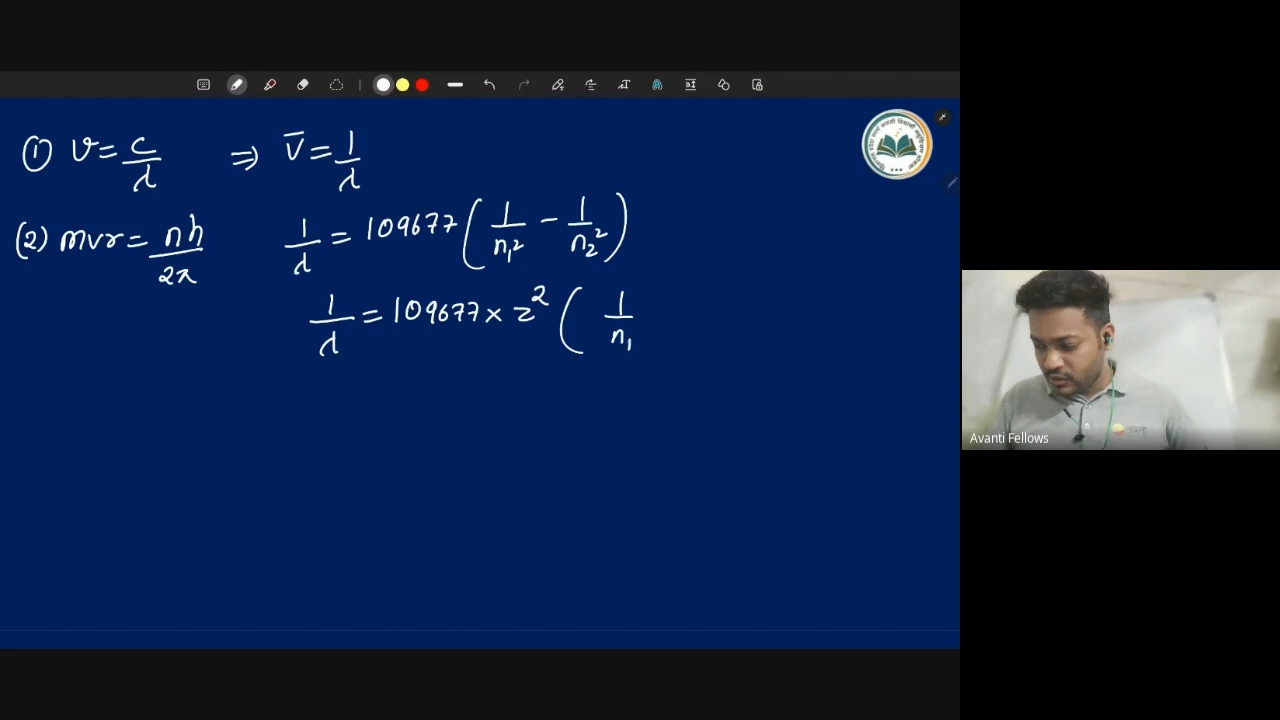 ① ν = c/λ ⇒ ν̅ = 1/λ
(2) mvr = nh/2π 1/λ = 109677 ( 1/n₁² − 1/n₂² )
1/λ = 109677 × z² ( 1/n₁
Avanti Fellows